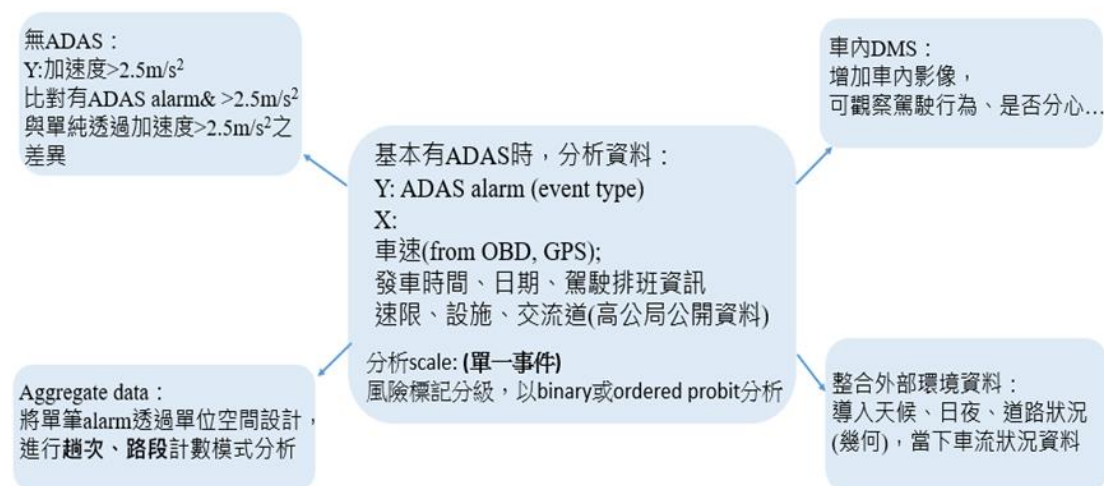 無ADAS：
Y:加速度>2.5m/s²
比對有ADAS alarm& >2.5m/s²
與單純透過加速度>2.5m/s²之
差異
車內DMS：
增加車內影像，
可觀察駕駛行為、是否分心…
基本有ADAS時，分析資料：
Y: ADAS alarm (event type)
X:
車速(from OBD, GPS);
發車時間、日期、駕駛排班資訊
速限、設施、交流道(高公局公開資料)
分析scale: (單一事件)
風險標記分級，以binary或ordered probit分析
Aggregate data：
將單筆alarm透過單位空間設計，
進行趟次、路段計數模式分析
整合外部環境資料：
導入天候、日夜、道路狀況
(幾何)，當下車流狀況資料